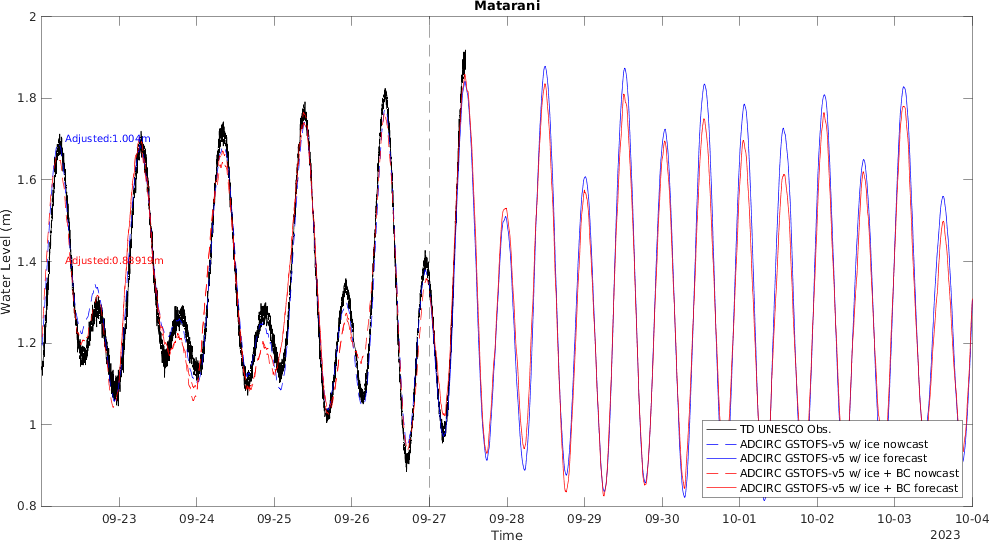 Matarani
2
1.8
1.6
1.4
1.2
1
0.8
Water Level (m)
Adjusted:1.004m
Adjusted:0.83919m
TD UNESCO Obs.
ADCIRC GSTOFS-v5 w/ ice nowcast
ADCIRC GSTOFS-v5 w/ ice forecast
ADCIRC GSTOFS-v5 w/ ice + BC nowcast
ADCIRC GSTOFS-v5 w/ ice + BC forecast
09-23 09-24 09-25 09-26 09-27 09-28 09-29 09-30 10-01 10-02 10-03 10-04
Time
2023